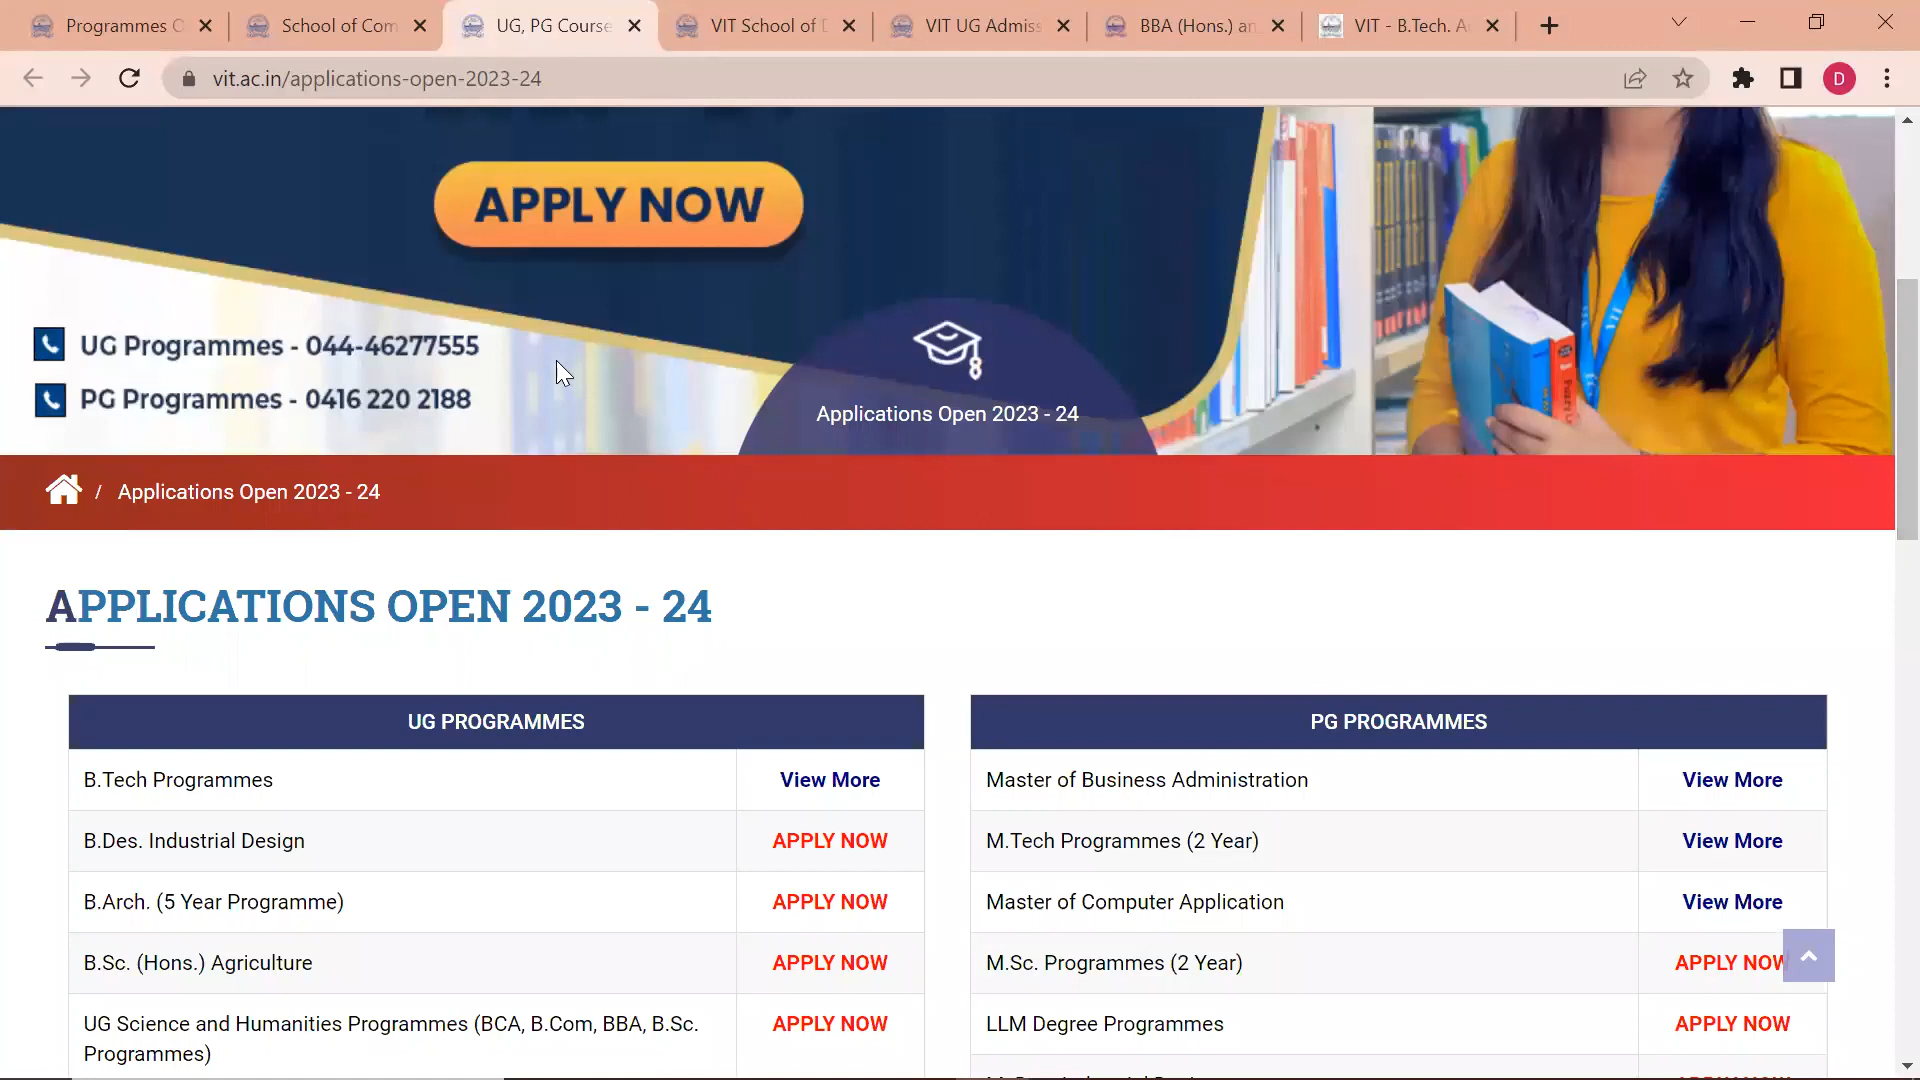 Programmes O
School of Com
UG, PG Course
VIT School of D
VIT UG Admiss
BBA (Hons.) an
VIT - B.Tech. A
vit.ac.in/applications-open-2023-24
D
APPLY NOW
UG Programmes - 044-46277555
PG Programmes - 0416 220 2188
Applications Open 2023 - 24
/ Applications Open 2023 - 24
APPLICATIONS OPEN 2023 - 24
UG PROGRAMMES
B.Tech Programmes View More
B.Des. Industrial Design APPLY NOW
B.Arch. (5 Year Programme) APPLY NOW
B.Sc. (Hons.) Agriculture APPLY NOW
UG Science and Humanities Programmes (BCA, B.Com, BBA, B.Sc. APPLY NOW
Programmes)
PG PROGRAMMES
Master of Business Administration View More
M.Tech Programmes (2 Year) View More
Master of Computer Application View More
M.Sc. Programmes (2 Year) APPLY NOW
LLM Degree Programmes APPLY NOW